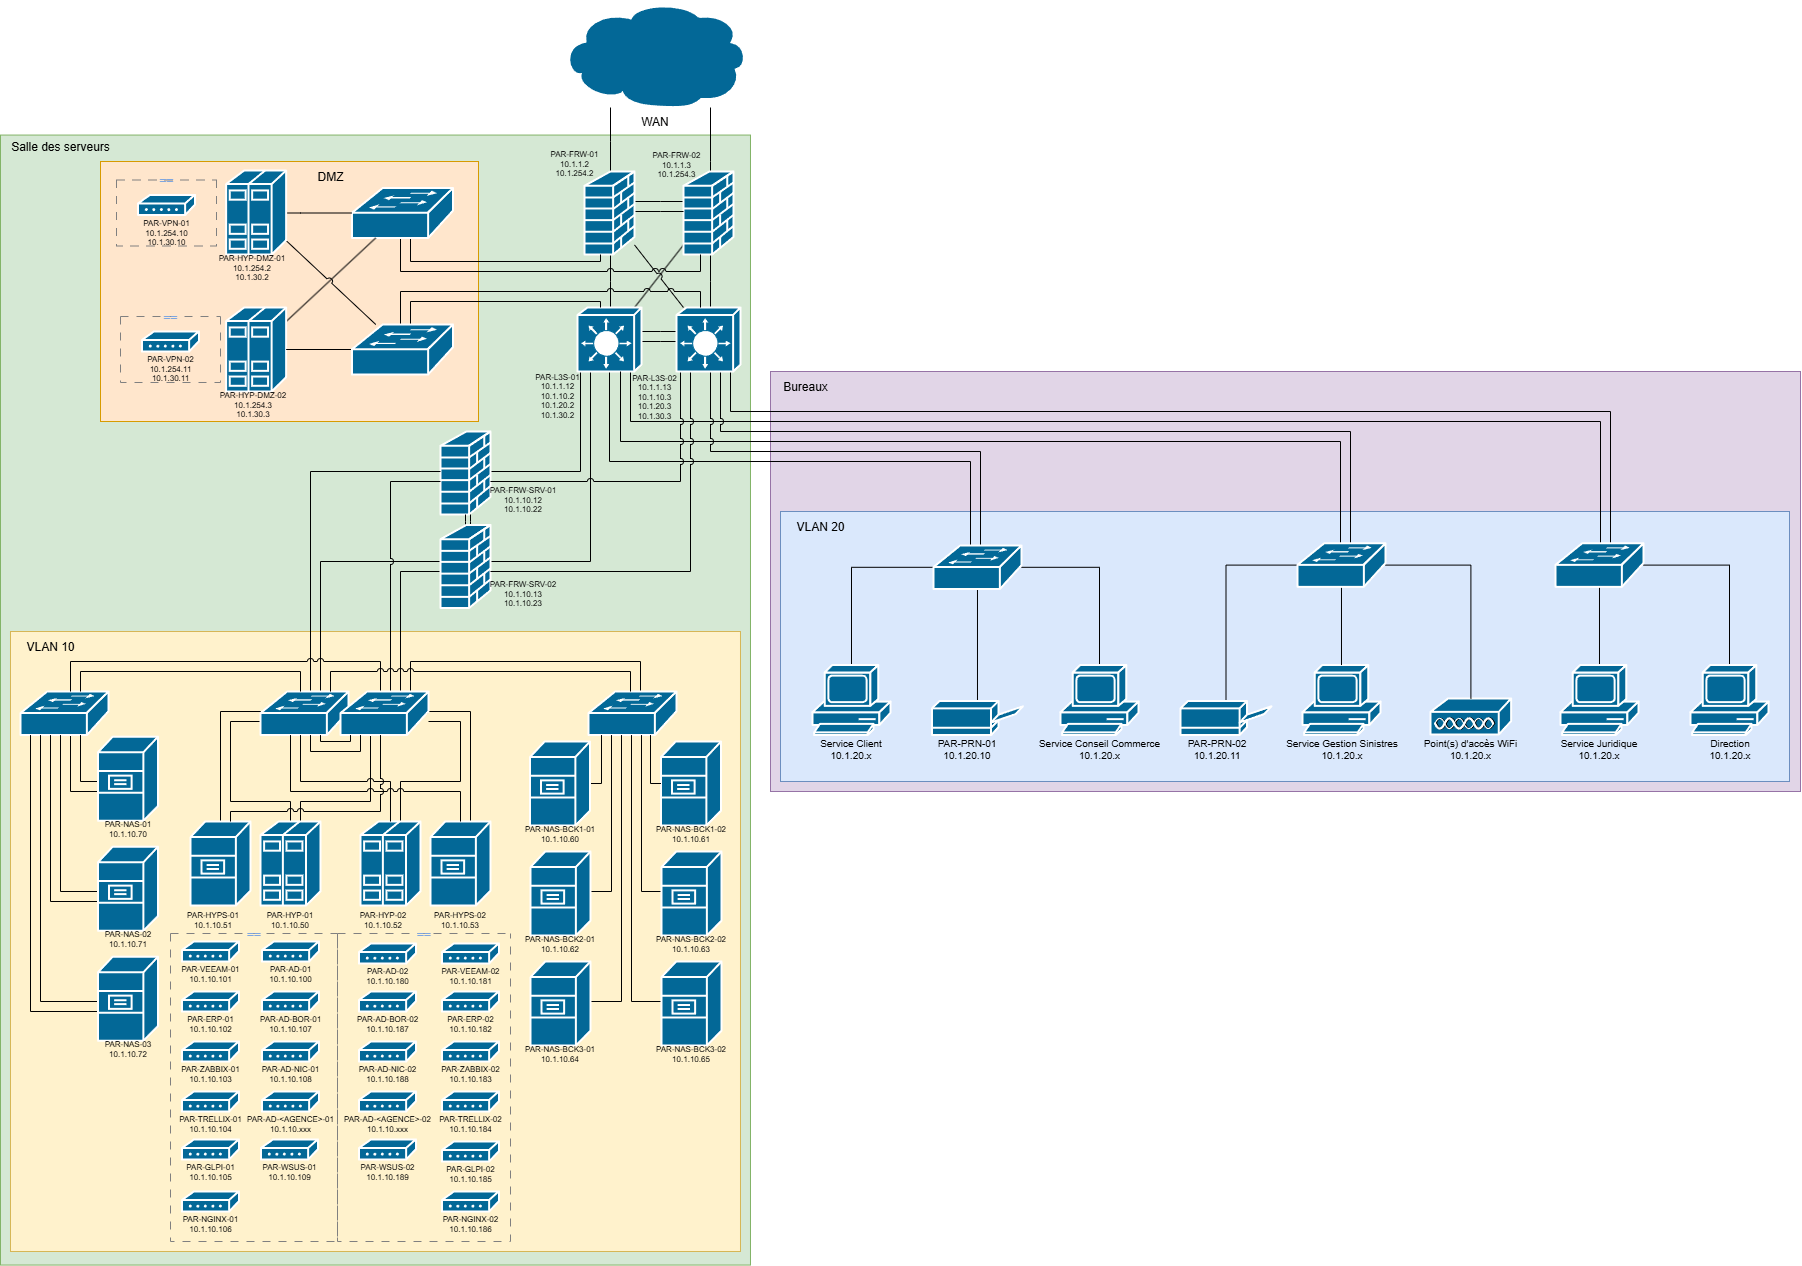 WAN
Salle des serveurs
DMZ
PAR-FRW-01
10.1.1.2
10.1.254.2
PAR-FRW-02
10.1.1.3
10.1.254.3
PAR-VPN-01
10.1.254.10
10.1.30.10
PAR-HYP-DMZ-01
10.1.254.2
10.1.30.2
PAR-VPN-02
10.1.254.11
10.1.30.11
PAR-HYP-DMZ-02
10.1.254.3
10.1.30.3
PAR-L3S-01
10.1.1.12
10.1.10.2
10.1.20.2
10.1.30.2
PAR-L3S-02
10.1.1.13
10.1.10.3
10.1.20.3
10.1.30.3
PAR-FRW-SRV-01
10.1.10.12
10.1.10.22
PAR-FRW-SRV-02
10.1.10.13
10.1.10.23
VLAN 10
PAR-NAS-01
10.1.10.70
PAR-NAS-02
10.1.10.71
PAR-NAS-03
10.1.10.72
PAR-HYPS-01
10.1.10.51
PAR-HYP-01
10.1.10.50
PAR-HYP-02
10.1.10.52
PAR-HYPS-02
10.1.10.53
PAR-VEEAM-01
10.1.10.101
PAR-AD-01
10.1.10.100
PAR-AD-02
10.1.10.180
PAR-VEEAM-02
10.1.10.181
PAR-ERP-01
10.1.10.102
PAR-AD-BOR-01
10.1.10.107
PAR-AD-BOR-02
10.1.10.187
PAR-ERP-02
10.1.10.182
PAR-ZABBIX-01
10.1.10.103
PAR-AD-NIC-01
10.1.10.108
PAR-AD-NIC-02
10.1.10.188
PAR-ZABBIX-02
10.1.10.183
PAR-TRELLIX-01
10.1.10.104
PAR-AD-<AGENCE>-01
10.1.10.xxx
PAR-AD-<AGENCE>-02
10.1.10.xxx
PAR-TRELLIX-02
10.1.10.184
PAR-GLPI-01
10.1.10.105
PAR-WSUS-01
10.1.10.109
PAR-WSUS-02
10.1.10.189
PAR-GLPI-02
10.1.10.185
PAR-NGINX-01
10.1.10.106
PAR-NGINX-02
10.1.10.186
PAR-NAS-BCK1-01
10.1.10.60
PAR-NAS-BCK1-02
10.1.10.61
PAR-NAS-BCK2-01
10.1.10.62
PAR-NAS-BCK2-02
10.1.10.63
PAR-NAS-BCK3-01
10.1.10.64
PAR-NAS-BCK3-02
10.1.10.65
Bureaux
VLAN 20
Service Client
10.1.20.x
PAR-PRN-01
10.1.20.10
Service Conseil Commerce
10.1.20.x
PAR-PRN-02
10.1.20.11
Service Gestion Sinistres
10.1.20.x
Point(s) d'accès WiFi
10.1.20.x
Service Juridique
10.1.20.x
Direction
10.1.20.x